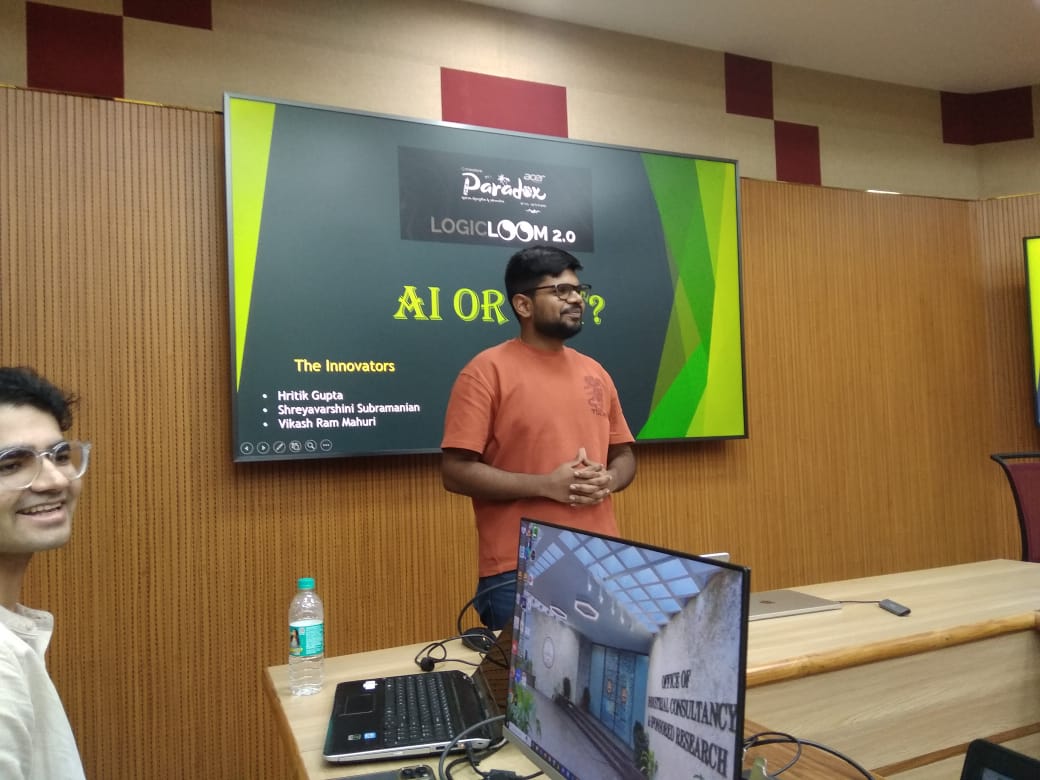 Paradox
acer
LOGICLOOM 2.0
AI OR ?
The Innovators
• Hritik Gupta
• Shreyavarshini Subramanian
• Vikash Ram Mahuri
OFFICE OF
INDUSTRIAL CONSULTANCY
& SPONSORED RESEARCH